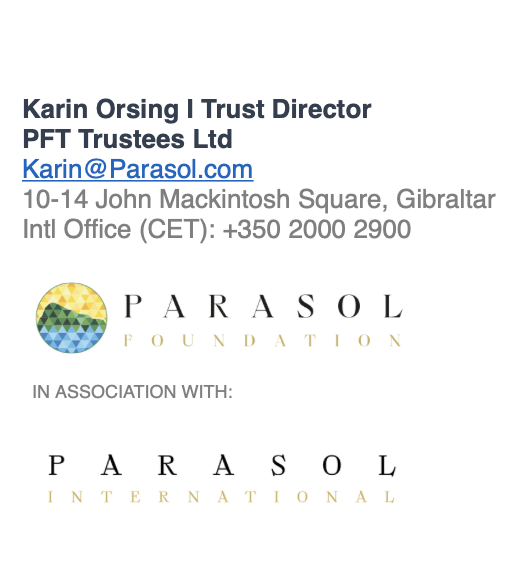 Karin Orsing I Trust Director
PFT Trustees Ltd
Karin@Parasol.com
10-14 John Mackintosh Square, Gibraltar
Intl Office (CET): +350 2000 2900
PARASOL
FOUNDATION
IN ASSOCIATION WITH:
PARASOL
INTERNATIONAL